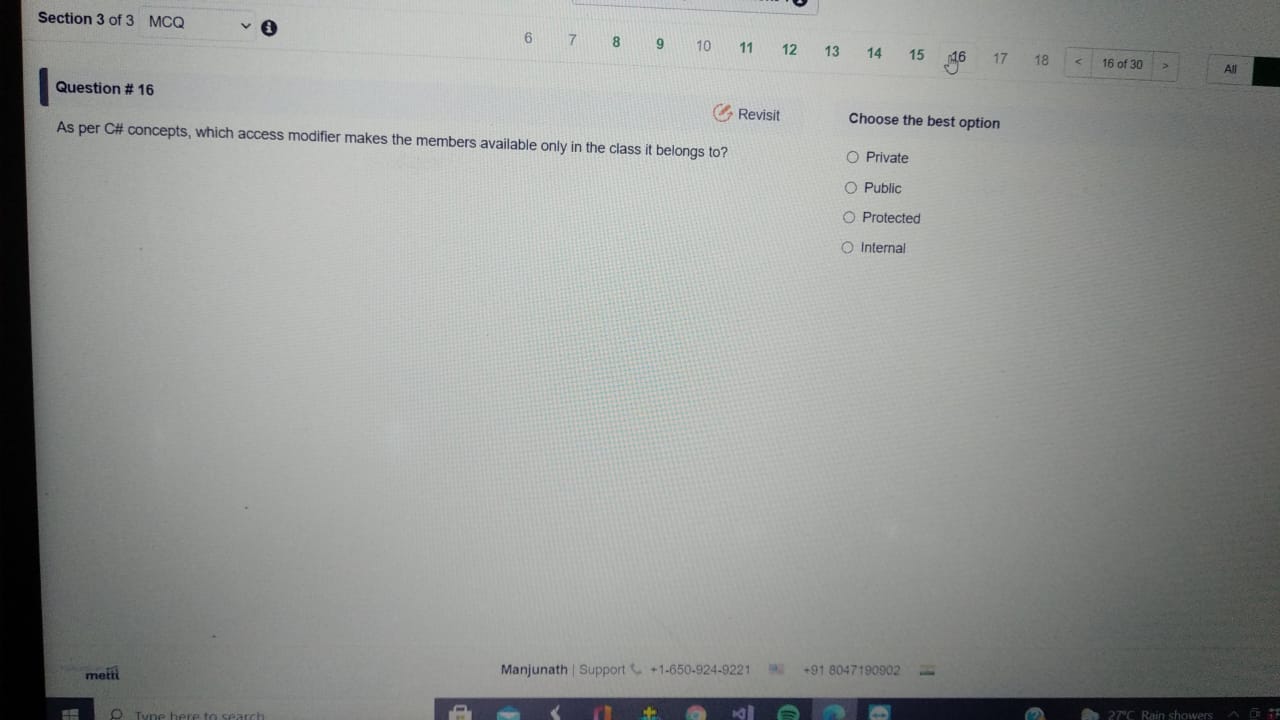 Section 3 of 3 MCQ
6 7 8 9 10 11 12 13 14 15 16 17 18 < 16 of 30 > All
Question # 16
Revisit
As per C# concepts, which access modifier makes the members available only in the class it belongs to?
Choose the best option
Private
Public
Protected
Internal
mettl
Manjunath | Support +1-650-924-9221 +91 8047190902
Type here to search
27°C Rain showers